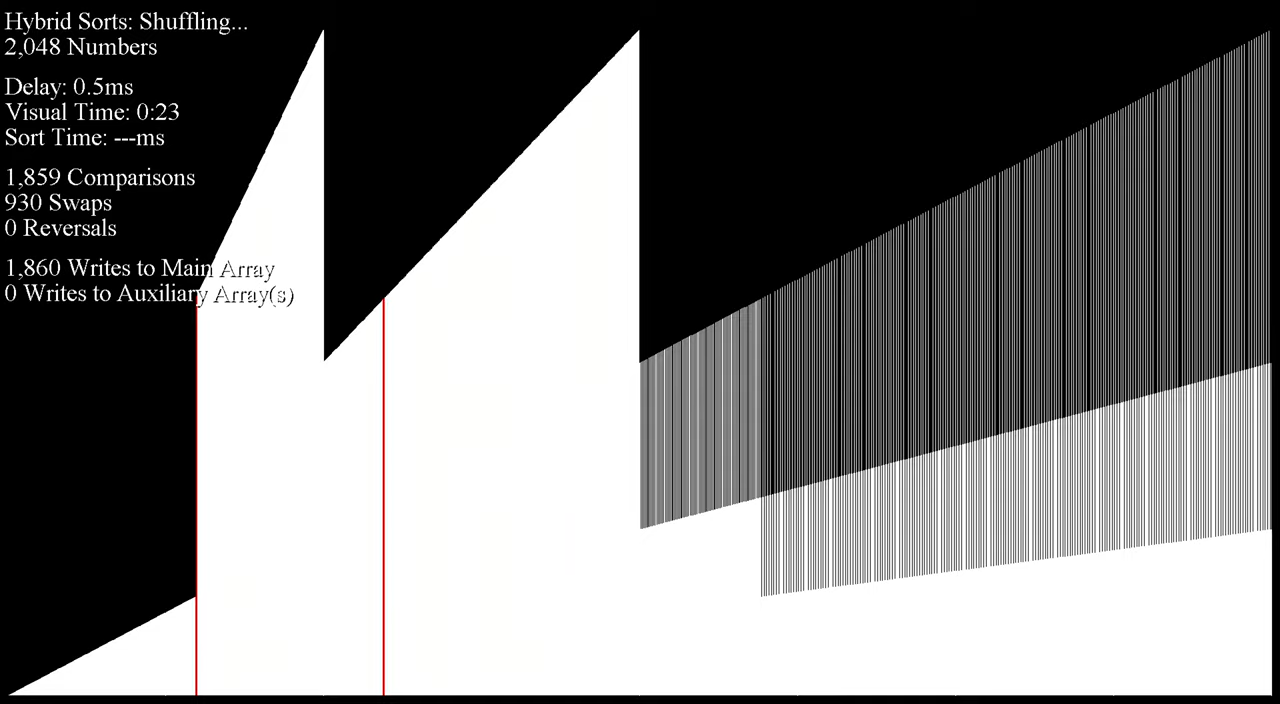 Hybrid Sorts: Shuffling...
2,048 Numbers
Delay: 0.5ms
Visual Time: 0:23
Sort Time: ---ms
1,859 Comparisons
930 Swaps
0 Reversals
1,860 Writes to Main Array
0 Writes to Auxiliary Array(s)